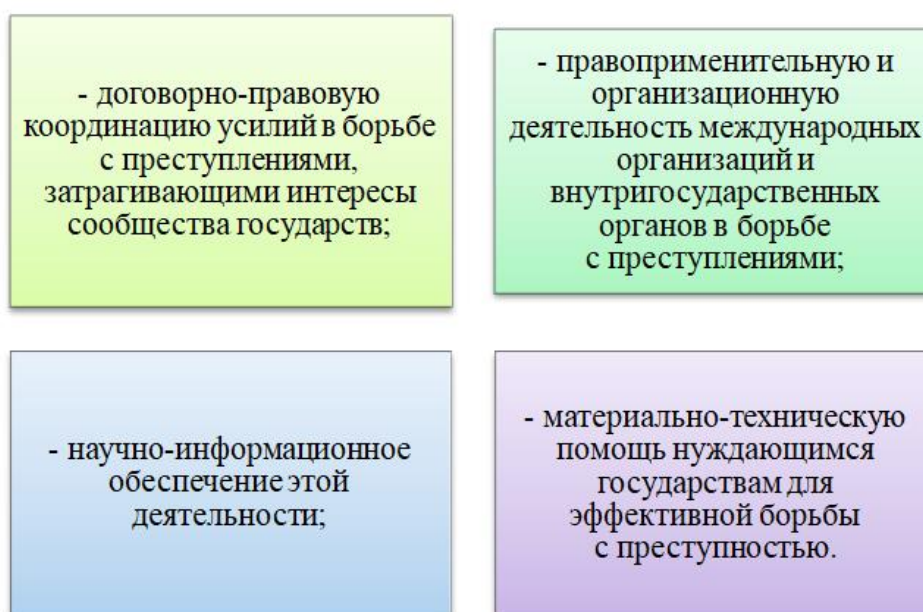 - договорно-правовую
координацию усилий в борьбе
с преступлениями,
затрагивающими интересы
сообщества государств;
- правоприменительную и
организационную
деятельность международных
организаций и
внутригосударственных
органов в борьбе
с преступлениями;
- научно-информационное
обеспечение этой
деятельности;
- материально-техническую
помощь нуждающимся
государствам для
эффективной борьбы
с преступностью.